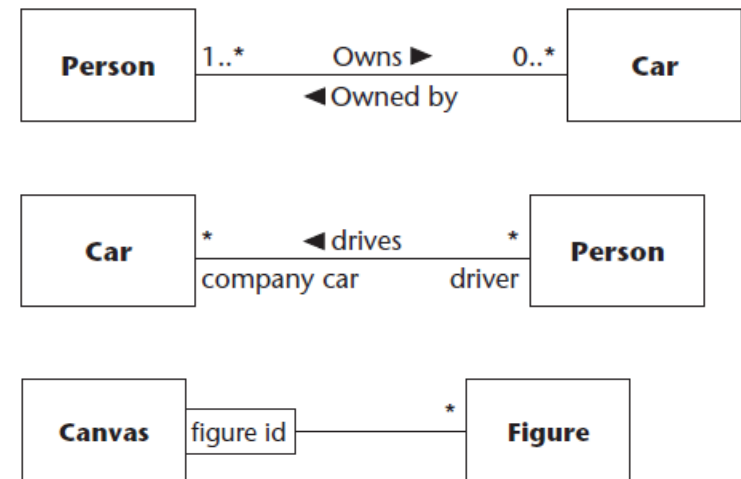 Person 1..* Owns ► 0..* Car
◄ Owned by
Car * ◄ drives * Person
company car driver
Canvas figure id * Figure